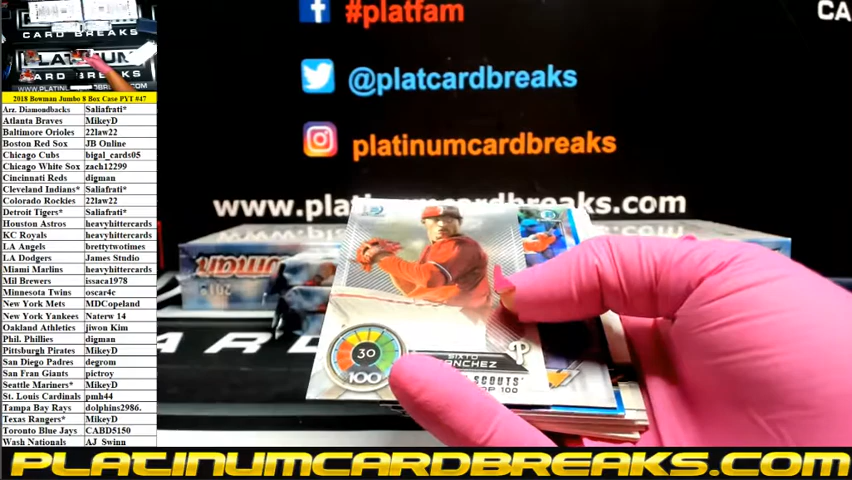 #platfam
CA
@platcardbreaks
platinumcardbreaks
www.platinumcardbreaks.com
CARD BREAKS
PLATINUM
CARD BREAKS
2018 Bowman Jumbo 8 Box Case PYT #47
Arz. Diamondbacks Saliafrati*
Atlanta Braves MikeyD
Baltimore Orioles 22law22
Boston Red Sox JB Online
Chicago Cubs bigal_cards05
Chicago White Sox zach12299
Cincinnati Reds digman
Cleveland Indians* Saliafrati*
Colorado Rockies 22law22
Detroit Tigers* Saliafrati*
Houston Astros heavyhittercards
KC Royals heavyhittercards
LA Angels brettytwotimes
LA Dodgers James Studio
Miami Marlins heavyhittercards
Mil Brewers issaca1978
Minnesota Twins oscar4c
New York Mets MDCopeland
New York Yankees Naterw 14
Oakland Athletics jiwon Kim
Phil. Phillies digman
Pittsburgh Pirates MikeyD
San Diego Padres degrom
San Fran Giants pictroy
Seattle Mariners* MikeyD
St. Louis Cardinals pmh44
Tampa Bay Rays dolphins2986.
Texas Rangers* MikeyD
Toronto Blue Jays CABD5150
Wash Nationals AJ_Swinn
30
100
SIXTO
SCOUTS'
TOP 100
PLATINUMCARDBREAKS.COM